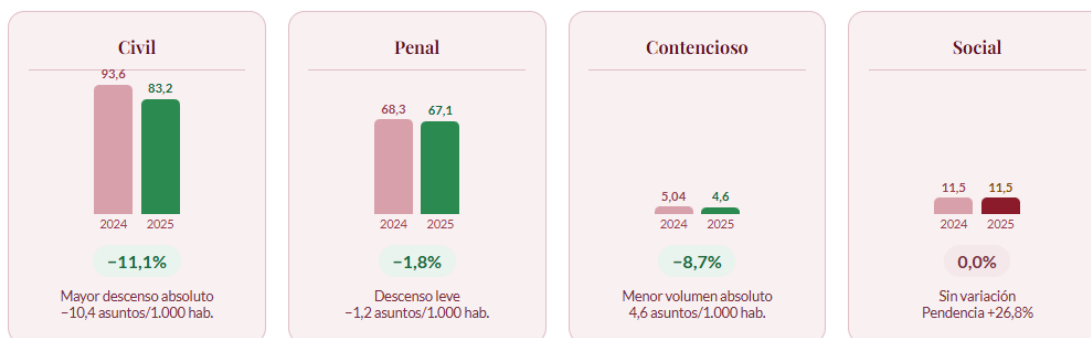 Civil
93,6
83,2
2024 2025
−11,1%
Mayor descenso absoluto
−10,4 asuntos/1.000 hab.
Penal
68,3
67,1
2024 2025
−1,8%
Descenso leve
−1,2 asuntos/1.000 hab.
Contencioso
5,04 4,6
2024 2025
−8,7%
Menor volumen absoluto
4,6 asuntos/1.000 hab.
Social
11,5 11,5
2024 2025
0,0%
Sin variación
Pendencia +26,8%